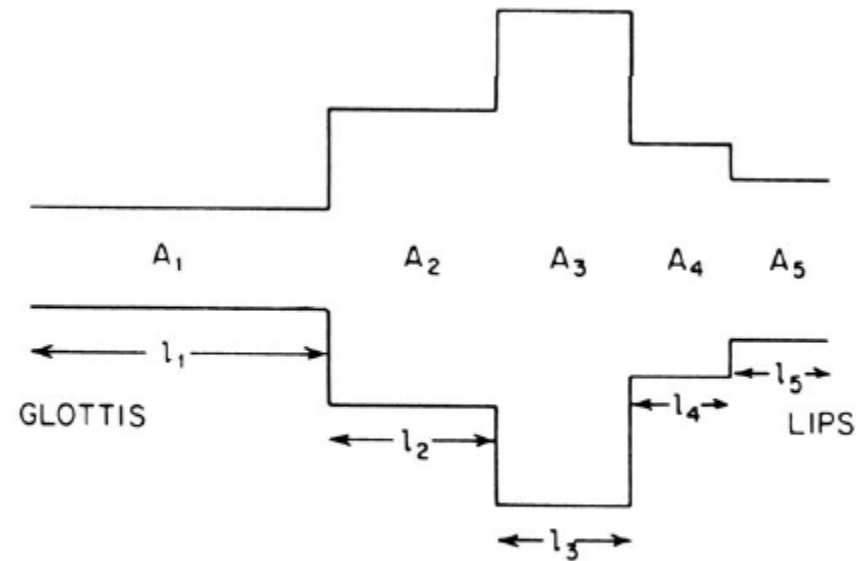 A₁ A₂ A₃ A₄ A₅
l₁
l₅
l₄
GLOTTIS
LIPS
l₂
l₃